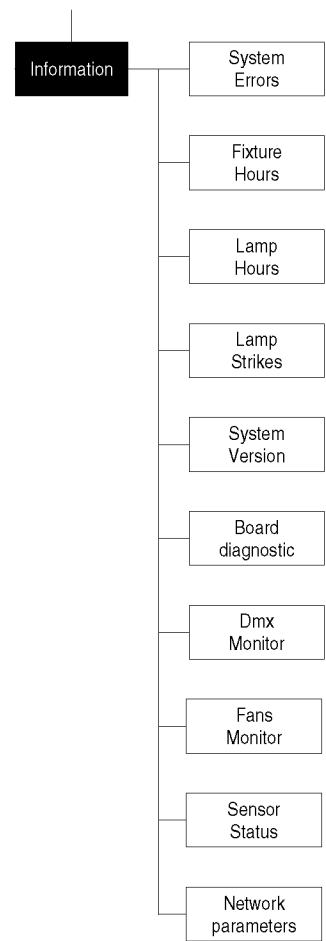 Information
System
Errors
Fixture
Hours
Lamp
Hours
Lamp
Strikes
System
Version
Board
diagnostic
Dmx
Monitor
Fans
Monitor
Sensor
Status
Network
parameters